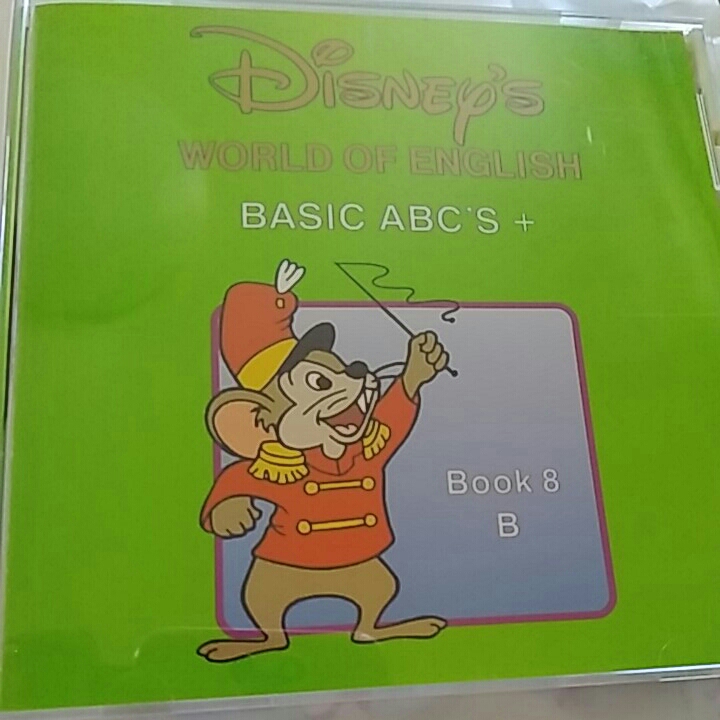 DISNEY'S
WORLD OF ENGLISH
BASIC ABC'S +
Book 8
B